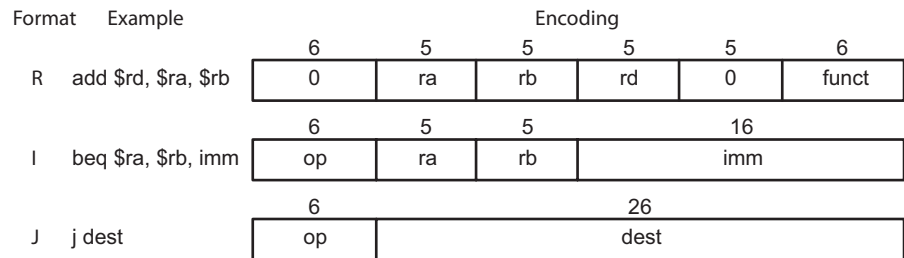 Format Example Encoding
6 5 5 5 5 6
R add $rd, $ra, $rb 0 ra rb rd 0 funct
6 5 5 16
I beq $ra, $rb, imm op ra rb imm
6 26
J j dest op dest